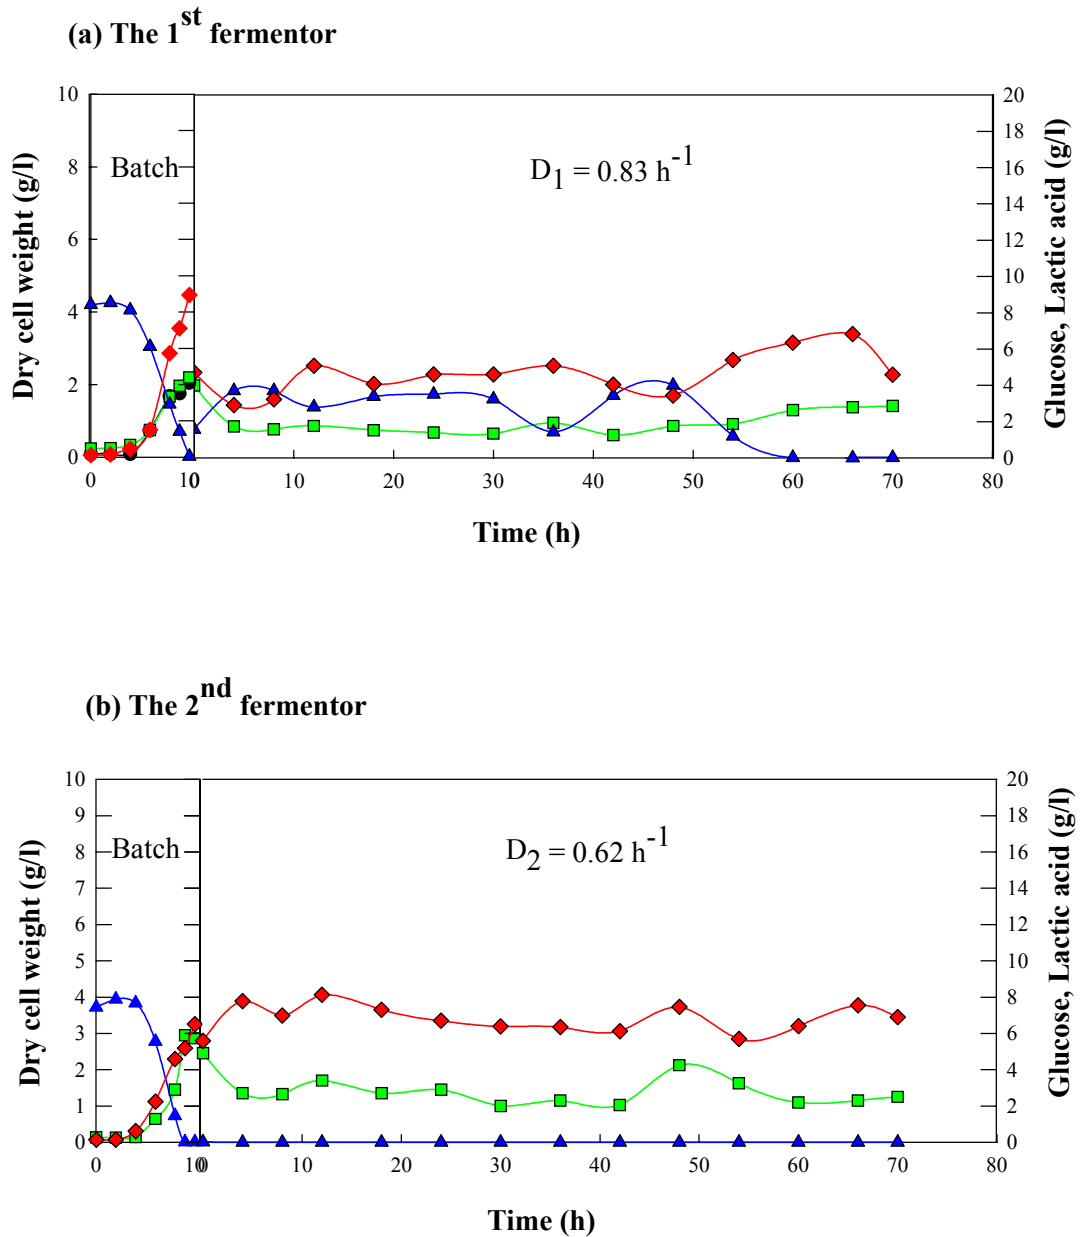 (a) The 1st fermentor
10
8
6
4
2
0
Dry cell weight (g/l)
Batch
D1 = 0.83 h-1
20
18
16
14
12
10
8
6
4
2
0
Glucose, Lactic acid (g/l)
0 10 10 20 30 40 50 60 70 80
Time (h)
(b) The 2nd fermentor
10
9
8
7
6
5
4
3
2
1
0
Dry cell weight (g/l)
Batch
D2 = 0.62 h-1
20
18
16
14
12
10
8
6
4
2
0
Glucose, Lactic acid (g/l)
0 10 0 10 20 30 40 50 60 70 80
Time (h)